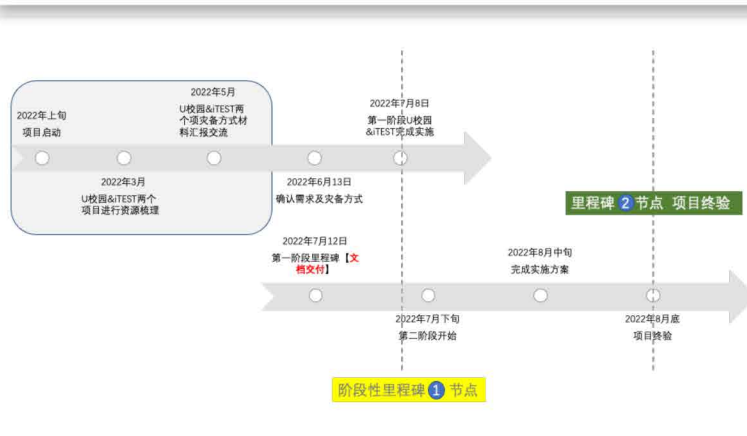 2022年上旬
项目启动
2022年3月
U校园&iTEST两个
项目进行资源梳理
2022年5月
U校园&iTEST两
个项灾备方式材
料汇报交流
2022年6月13日
确认需求及灾备方式
2022年7月8日
第一阶段U校园
&iTEST完成实施
里程碑 2 节点 项目终验
2022年7月12日
第一阶段里程碑【文
档交付】
2022年7月下旬
第二阶段开始
2022年8月中旬
完成实施方案
2022年8月底
项目终验
阶段性里程碑 1 节点